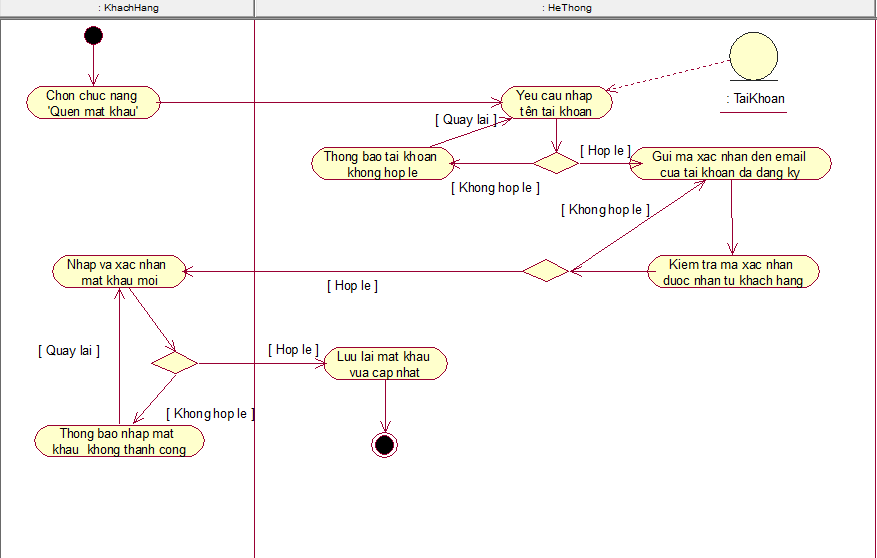 : KhachHang
: HeThong
Chon chuc nang
'Quen mat khau'
Yeu cau nhap
tên tai khoan
: TaiKhoan
[ Quay lai ]
Thong bao tai khoan
khong hop le
[ Hop le ]
Gui ma xac nhan den email
cua tai khoan da dang ky
[ Khong hop le ]
[ Khong hop le ]
Nhap va xac nhan
mat khau moi
Kiem tra ma xac nhan
duoc nhan tu khach hang
[ Hop le ]
[ Quay lai ]
[ Hop le ]
Luu lai mat khau
vua cap nhat
[ Khong hop le ]
Thong bao nhap mat
khau khong thanh cong